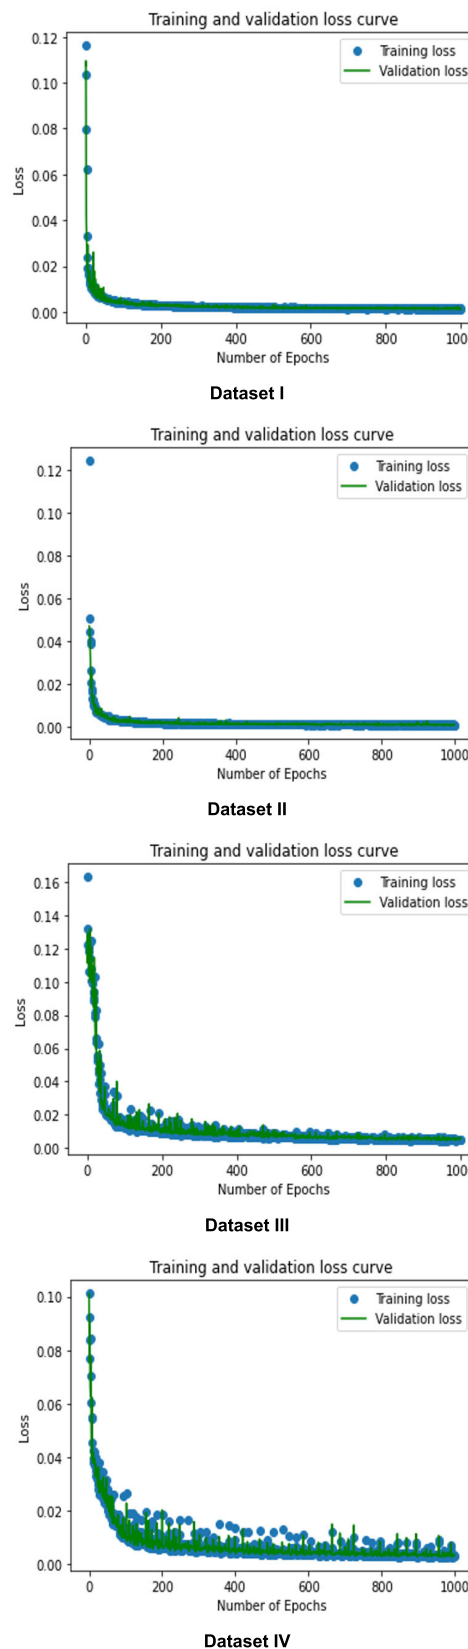 Training and validation loss curve
0.12
0.10
0.08
0.06
0.04
0.02
0.00
Loss
Training loss
Validation loss
0 200 400 600 800 1000
Number of Epochs
Dataset I
Training and validation loss curve
0.12
0.10
0.08
0.06
0.04
0.02
0.00
Loss
Training loss
Validation loss
0 200 400 600 800 1000
Number of Epochs
Dataset II
Training and validation loss curve
0.16
0.14
0.12
0.10
0.08
0.06
0.04
0.02
0.00
Loss
Training loss
Validation loss
0 200 400 600 800 1000
Number of Epochs
Dataset III
Training and validation loss curve
0.10
0.08
0.06
0.04
0.02
0.00
Loss
Training loss
Validation loss
0 200 400 600 800 1000
Number of Epochs
Dataset IV